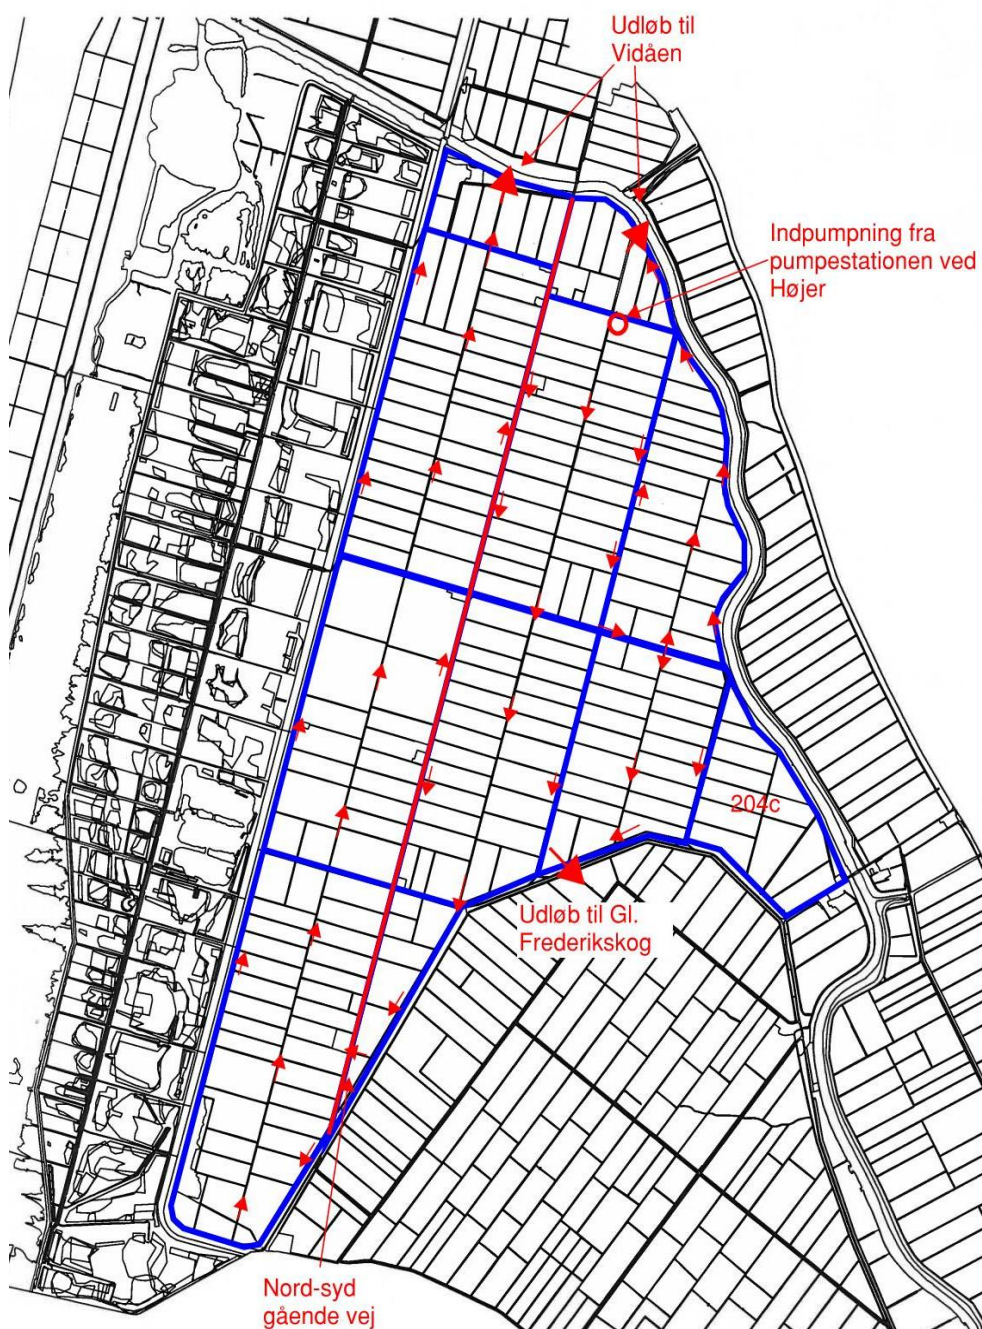 Udløb til
Vidåen
Indpumpning fra
pumpestationen ved
Højer
204c
Udløb til Gl.
Frederikskog
Nord-syd
gående vej